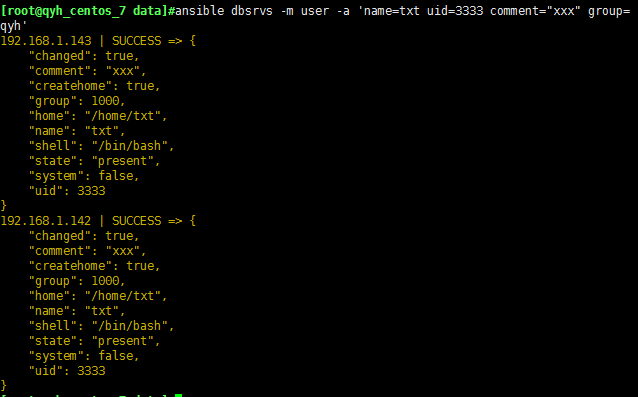 [root@qyh_centos_7 data]#ansible dbsrvs -m user -a 'name=txt uid=3333 comment="xxx" group=
qyh'
192.168.1.143 | SUCCESS => {
    "changed": true,
    "comment": "xxx",
    "createhome": true,
    "group": 1000,
    "home": "/home/txt",
    "name": "txt",
    "shell": "/bin/bash",
    "state": "present",
    "system": false,
    "uid": 3333
}
192.168.1.142 | SUCCESS => {
    "changed": true,
    "comment": "xxx",
    "createhome": true,
    "group": 1000,
    "home": "/home/txt",
    "name": "txt",
    "shell": "/bin/bash",
    "state": "present",
    "system": false,
    "uid": 3333
}